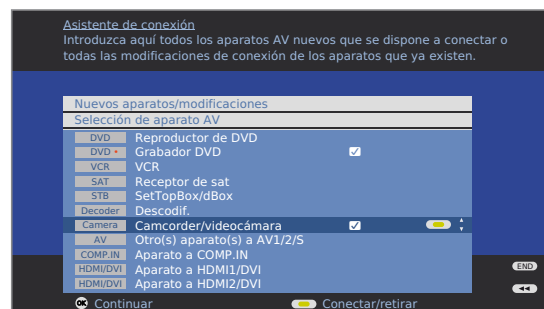 Asistente de conexión
Introduzca aquí todos los aparatos AV nuevos que se dispone a conectar o
todas las modificaciones de conexión de los aparatos que ya existen.
Nuevos aparatos/modificaciones
Selección de aparato AV
DVD Reproductor de DVD
DVD Grabador DVD
VCR VCR
SAT Receptor de sat
STB SetTopBox/dBox
Decoder Descodif.
Camera Camcorder/videocámara
AV Otro(s) aparato(s) a AV1/2/S
COMP.IN Aparato a COMP.IN
HDMI/DVI Aparato a HDMI1/DVI
HDMI/DVI Aparato a HDMI2/DVI
END
OK Continuar Conectar/retirar